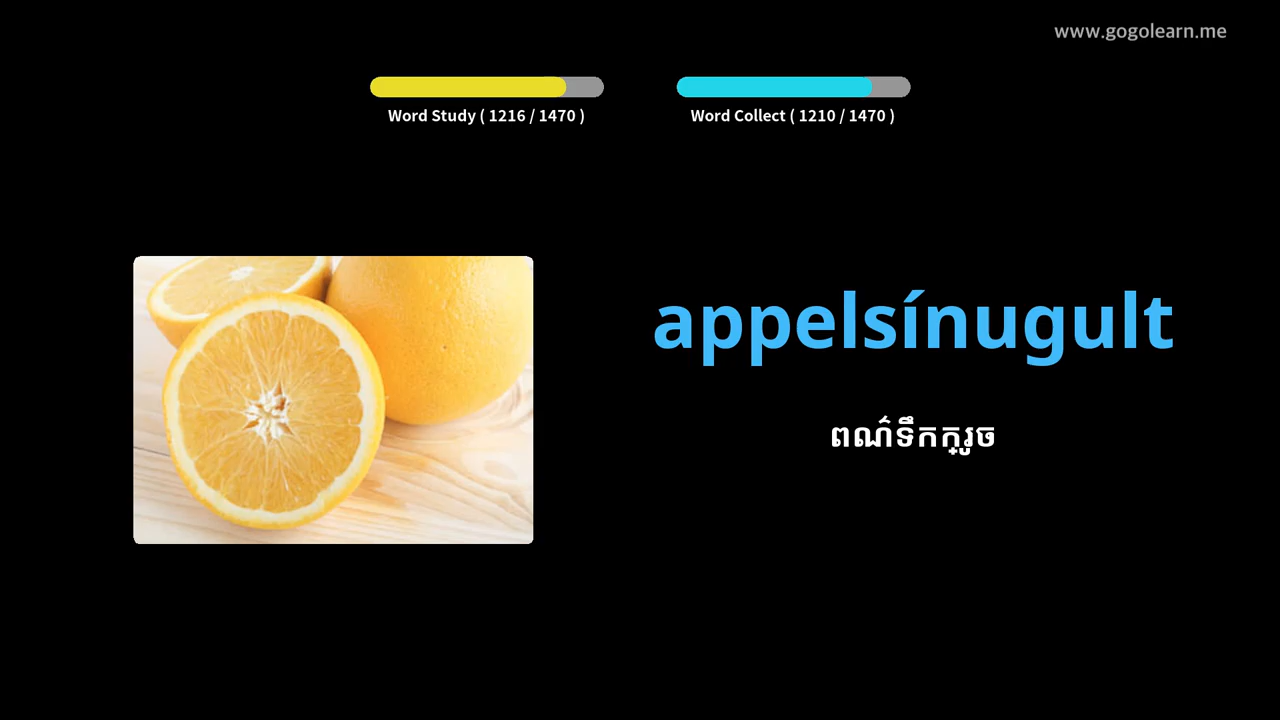 www.gogolearn.me
Word Study ( 1216 / 1470 )
Word Collect ( 1210 / 1470 )
appelsínugult
ពណ៌ទឹកក្រូច